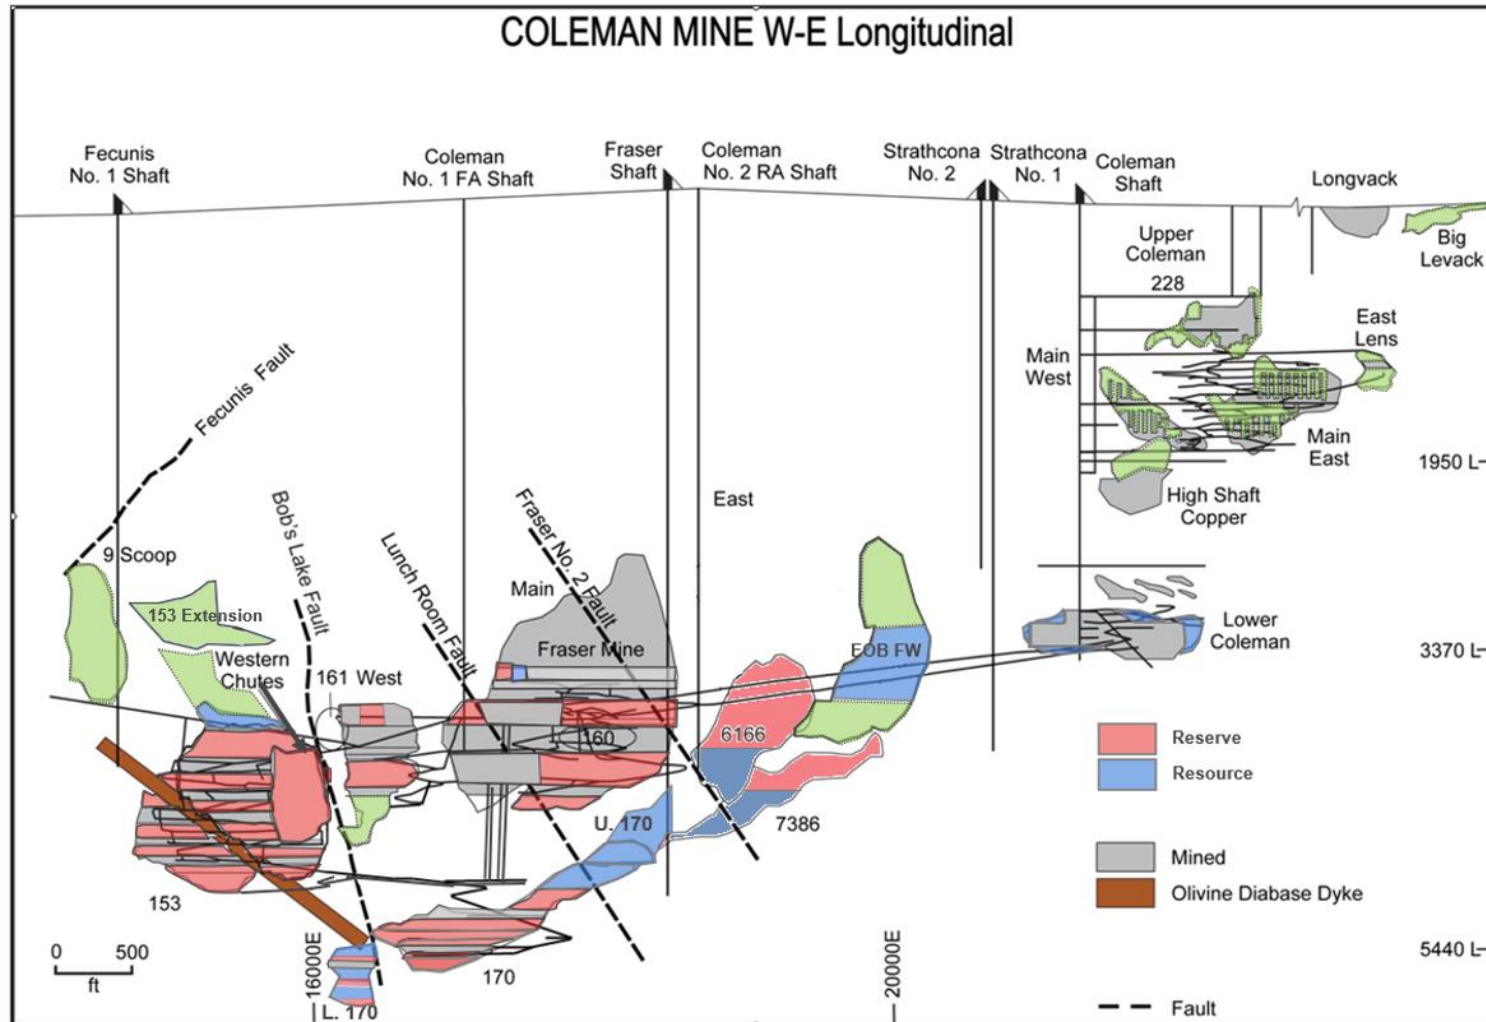 COLEMAN MINE W-E Longitudinal
Fecunis
No. 1 Shaft
Coleman
No. 1 FA Shaft
Fraser
Shaft
Coleman
No. 2 RA Shaft
Strathcona
No. 2
Strathcona
No. 1
Coleman
Shaft
Longvack
Big
Levack
Upper
Coleman
228
East
Lens
Main
West
Main
East
1950 L
High Shaft
Copper
Fecunis Fault
Bob's Lake Fault
Lunch Room Fault
Fraser No. 2 Fault
East
9 Scoop
153 Extension
Main
Fraser Mine
Western
Chutes
161 West
EOB FW
Lower
Coleman
3370 L
160
6166
7386
U. 170
153
170
L. 170
0 500
ft
16000E
20000E
5440 L
Reserve
Resource
Mined
Olivine Diabase Dyke
Fault